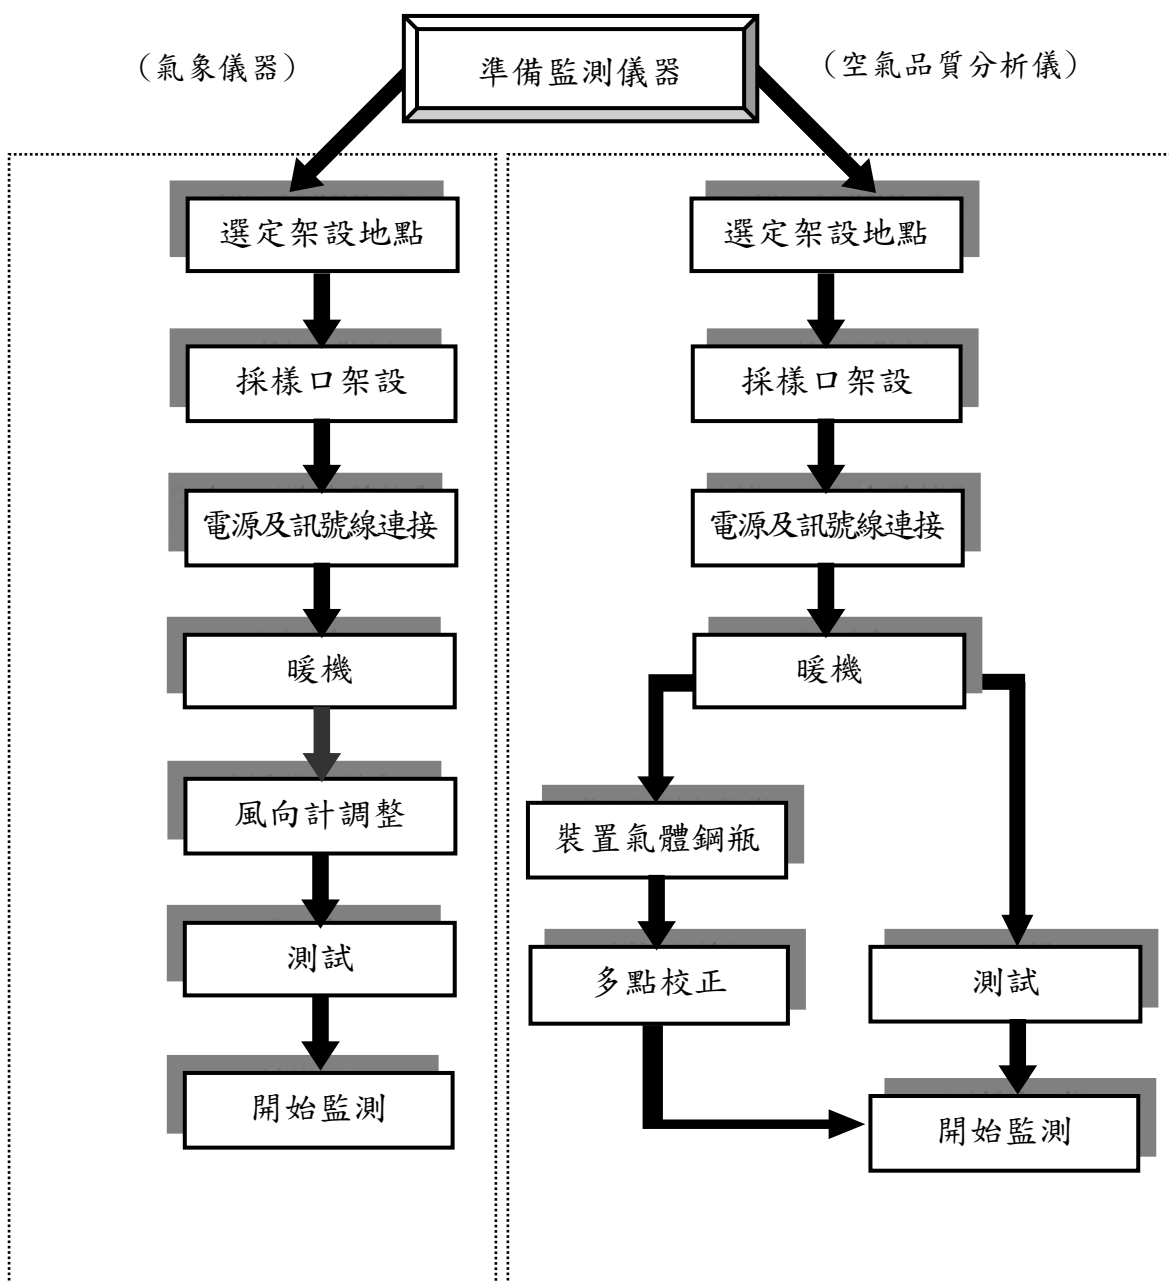 準備監測儀器
（氣象儀器）
（空氣品質分析儀）
選定架設地點
採樣口架設
電源及訊號線連接
暖機
風向計調整
測試
開始監測
選定架設地點
採樣口架設
電源及訊號線連接
暖機
裝置氣體鋼瓶
多點校正
測試
開始監測